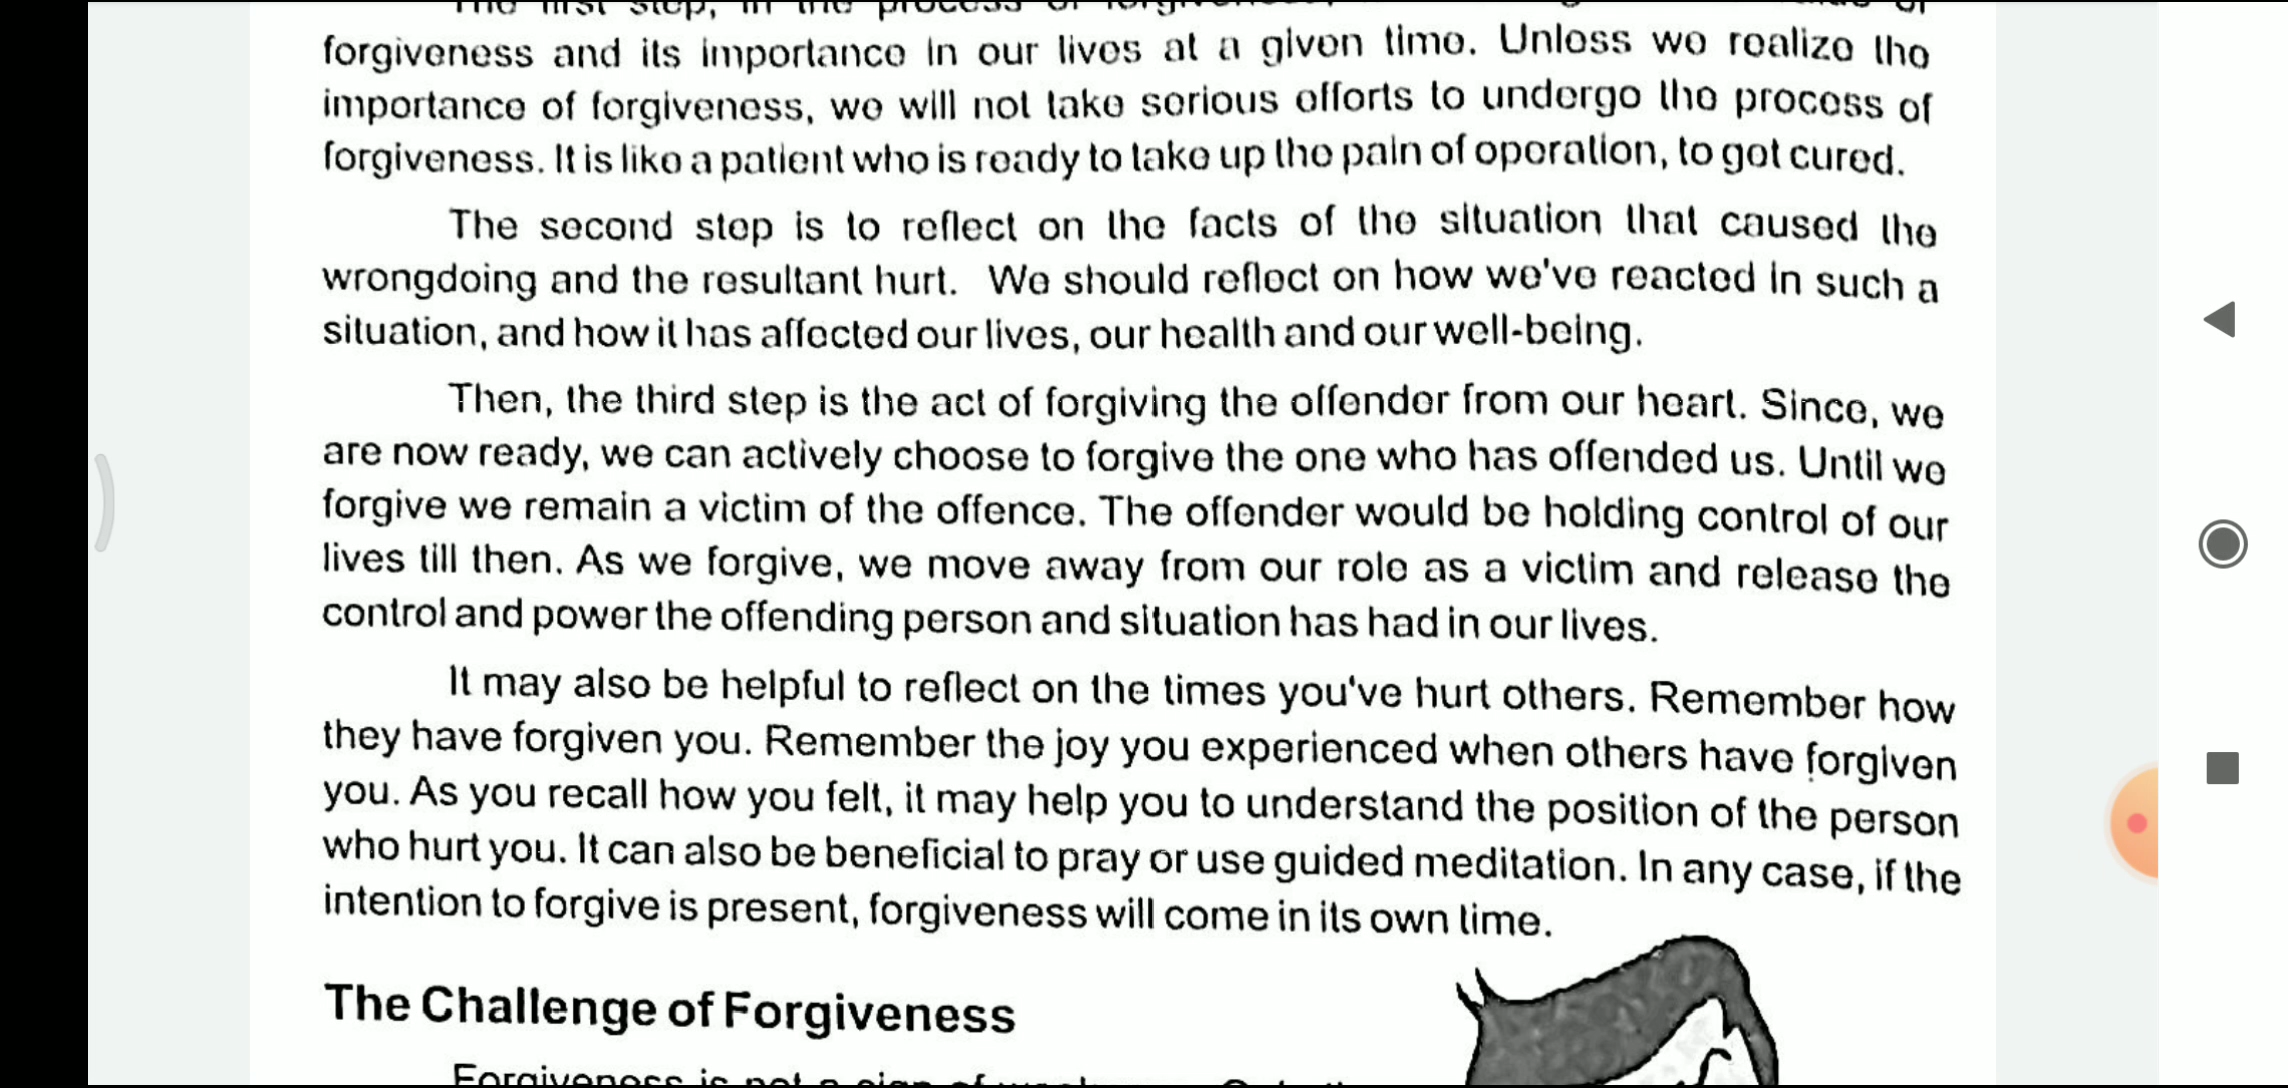 The first step, in the process of
forgiveness and its importance in our lives at a given time. Unless we realize the
importance of forgiveness, we will not take serious efforts to undergo the process of
forgiveness. It is like a patient who is ready to take up the pain of operation, to get cured.
The second step is to reflect on the facts of the situation that caused the
wrongdoing and the resultant hurt. We should reflect on how we've reacted in such a
situation, and how it has affected our lives, our health and our well-being.
Then, the third step is the act of forgiving the offender from our heart. Since, we
are now ready, we can actively choose to forgive the one who has offended us. Until we
forgive we remain a victim of the offence. The offender would be holding control of our
lives till then. As we forgive, we move away from our role as a victim and release the
control and power the offending person and situation has had in our lives.
It may also be helpful to reflect on the times you've hurt others. Remember how
they have forgiven you. Remember the joy you experienced when others have forgiven
you. As you recall how you felt, it may help you to understand the position of the person
who hurt you. It can also be beneficial to pray or use guided meditation. In any case, if the
intention to forgive is present, forgiveness will come in its own time.
The Challenge of Forgiveness
Forgiveness is not a sign of